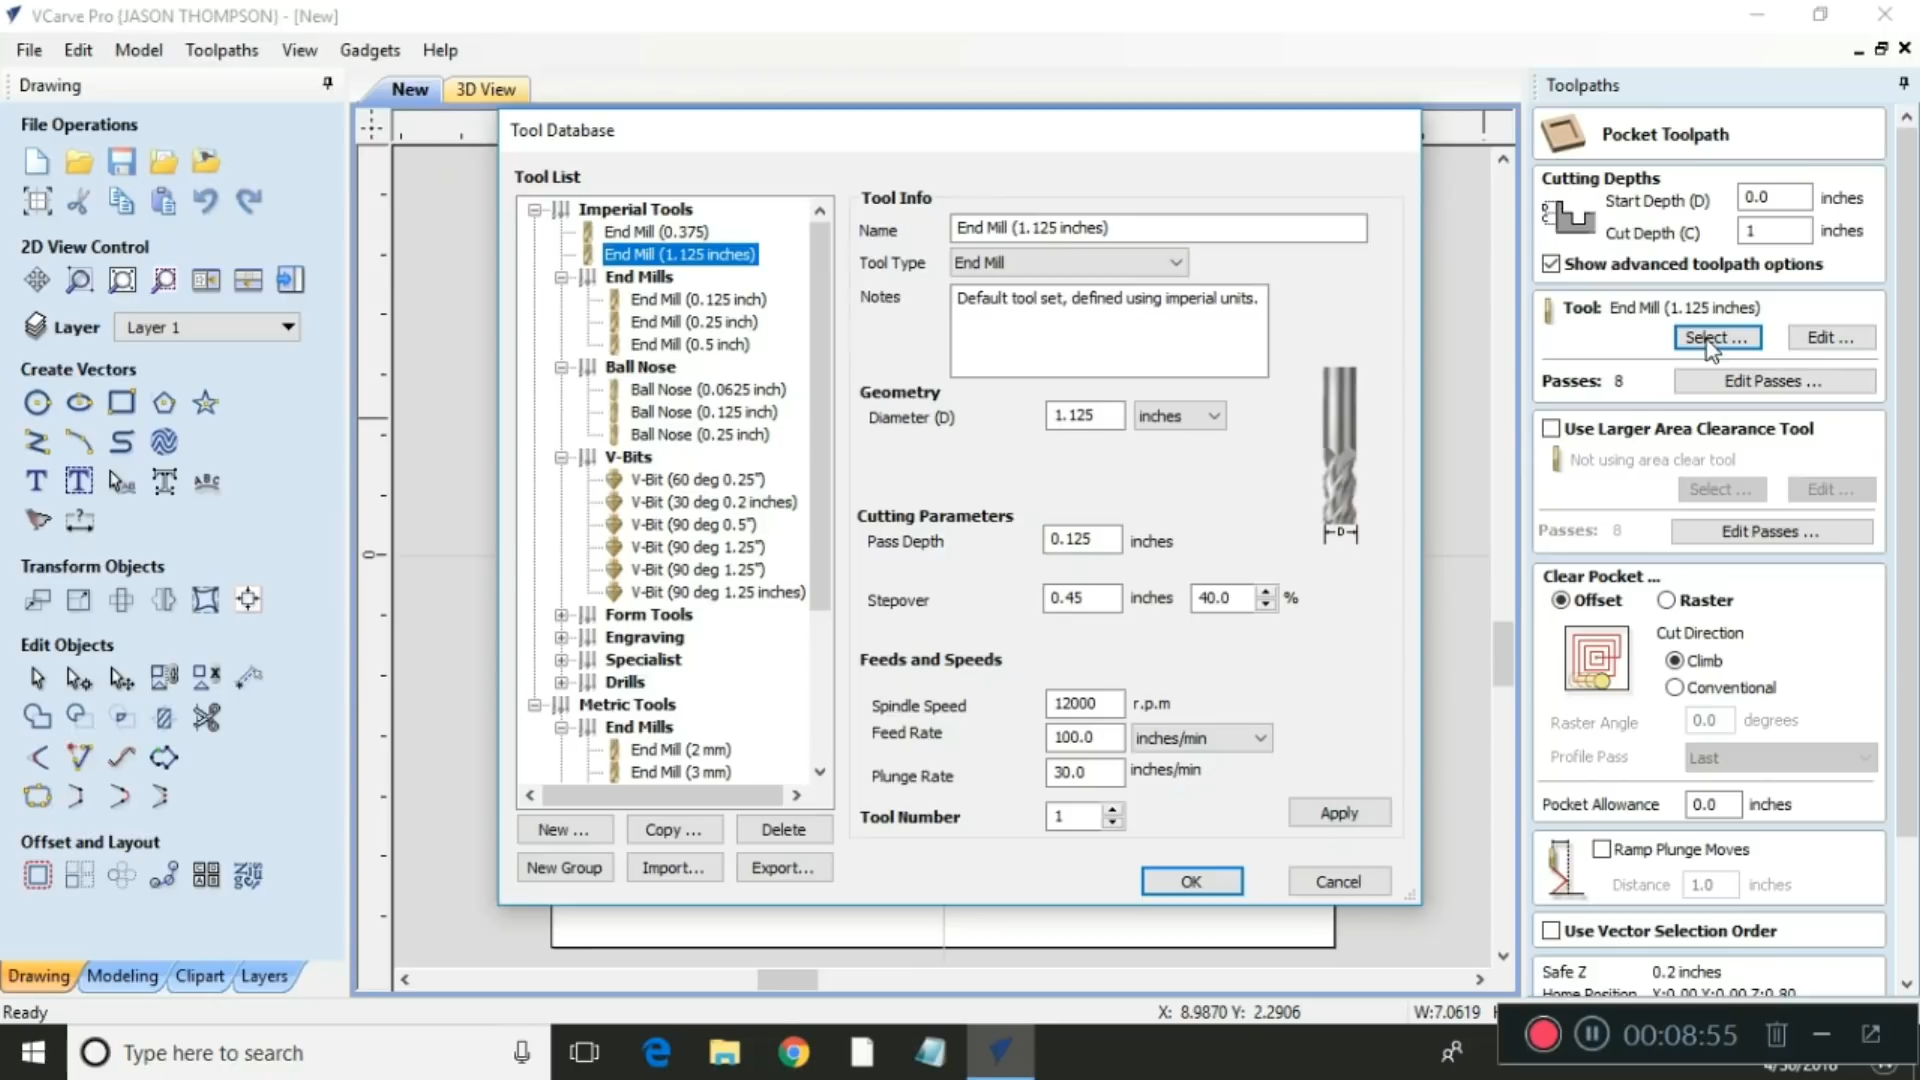 VCarve Pro {JASON THOMPSON} - [New]
File Edit Model Toolpaths View Gadgets Help
Drawing
File Operations
2D View Control
Layer Layer 1
Create Vectors
Transform Objects
Edit Objects
Offset and Layout
Drawing Modeling Clipart Layers
Ready
New 3D View
Tool Database
Tool List
Imperial Tools
End Mill (0.375)
End Mill (1.125 inches)
End Mills
End Mill (0.125 inch)
End Mill (0.25 inch)
End Mill (0.5 inch)
Ball Nose
Ball Nose (0.0625 inch)
Ball Nose (0.125 inch)
Ball Nose (0.25 inch)
V-Bits
V-Bit (60 deg 0.25")
V-Bit (30 deg 0.2 inches)
V-Bit (90 deg 0.5")
V-Bit (90 deg 1.25")
V-Bit (90 deg 1.25")
V-Bit (90 deg 1.25 inches)
Form Tools
Engraving
Specialist
Drills
Metric Tools
End Mills
End Mill (2 mm)
End Mill (3 mm)
New ... Copy ... Delete
New Group Import... Export...
Tool Info
Name End Mill (1.125 inches)
Tool Type End Mill
Notes Default tool set, defined using imperial units.
Geometry
Diameter (D) 1.125 inches
D
Cutting Parameters
Pass Depth 0.125 inches
Stepover 0.45 inches 40.0 %
Feeds and Speeds
Spindle Speed 12000 r.p.m
Feed Rate 100.0 inches/min
Plunge Rate 30.0 inches/min
Tool Number 1 Apply
OK Cancel
X: 8.9870 Y: 2.2906 W:7.0619
Toolpaths
Pocket Toolpath
Cutting Depths
Start Depth (D) 0.0 inches
Cut Depth (C) 1 inches
Show advanced toolpath options
Tool: End Mill (1.125 inches)
Select ... Edit ...
Passes: 8 Edit Passes ...
Use Larger Area Clearance Tool
Not using area clear tool
Select ... Edit ...
Passes: 8 Edit Passes ...
Clear Pocket ...
Offset Raster
Cut Direction
Climb
Conventional
Raster Angle 0.0 degrees
Profile Pass Last
Pocket Allowance 0.0 inches
Ramp Plunge Moves
Distance 1.0 inches
Use Vector Selection Order
Safe Z 0.2 inches
Home Position X:0.00 Y:0.00 Z:0.80
Type here to search
00:08:55